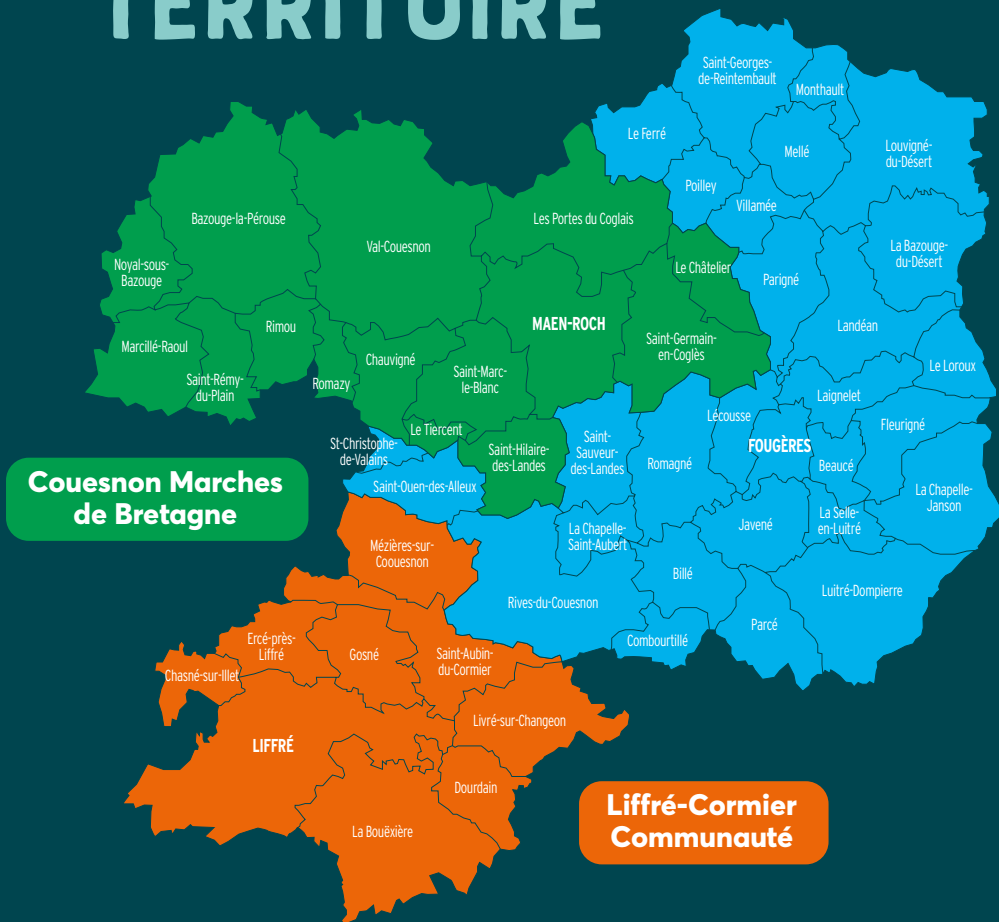 TERRITOIRE
Saint-Georges-
de-Reintembault
Monthault
Le Ferré
Mellé
Louvigné-
du-Désert
Poilley
Villamée
Bazouge-la-Pérouse
Val-Couesnon
Les Portes du Coglais
La Bazouge-
du-Désert
Noyal-sous-
Bazouge
Le Châtelier
Parigné
MAEN-ROCH
Landéan
Rimou
Marcillé-Raoul
Saint-Germain-
en-Coglès
Chauvigné
Le Loroux
Saint-Marc-
le-Blanc
Saint-Rémy-
du-Plain
Romazy
Laignelet
Lécousse
Fleurigné
Le Tiercent
St-Christophe-
de-Valains
Saint-Hilaire-
des-Landes
Saint-
Sauveur-
des-Landes
Romagné
FOUGÈRES
Beaucé
Couesnon Marches
de Bretagne
Saint-Ouen-des-Alleux
La Chapelle-
Janson
La Chapelle-
Saint-Aubert
Javené
La Selle-
en-Luitré
Mézières-sur-
Coouesnon
Billé
Rives-du-Couesnon
Luitré-Dompierre
Parcé
Combourtillé
Ercé-près-
Liffré
Gosné
Saint-Aubin-
du-Cormier
Chasné-sur-Illet
Livré-sur-Changeon
LIFFRÉ
Dourdain
Liffré-Cormier
Communauté
La Bouëxière